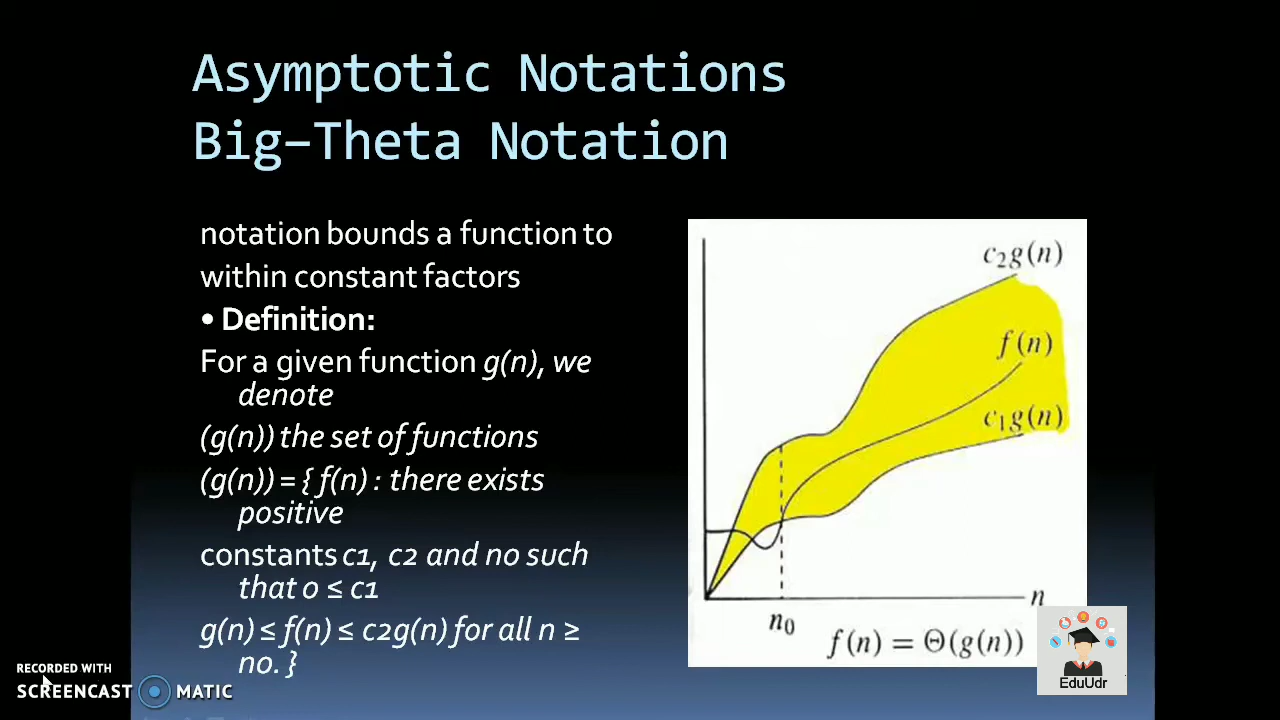 Asymptotic Notations
Big–Theta Notation
notation bounds a function to
within constant factors
• Definition:
For a given function g(n), we
denote
(g(n)) the set of functions
(g(n)) = { f(n) : there exists
positive
constants c1, c2 and no such
that 0 ≤ c1
g(n) ≤ f(n) ≤ c2g(n) for all n ≥
no. }
c₂g(n)
f(n)
c₁g(n)
n
n₀
f(n) = Θ(g(n))
EduUdr
RECORDED WITH
SCREENCAST MATIC